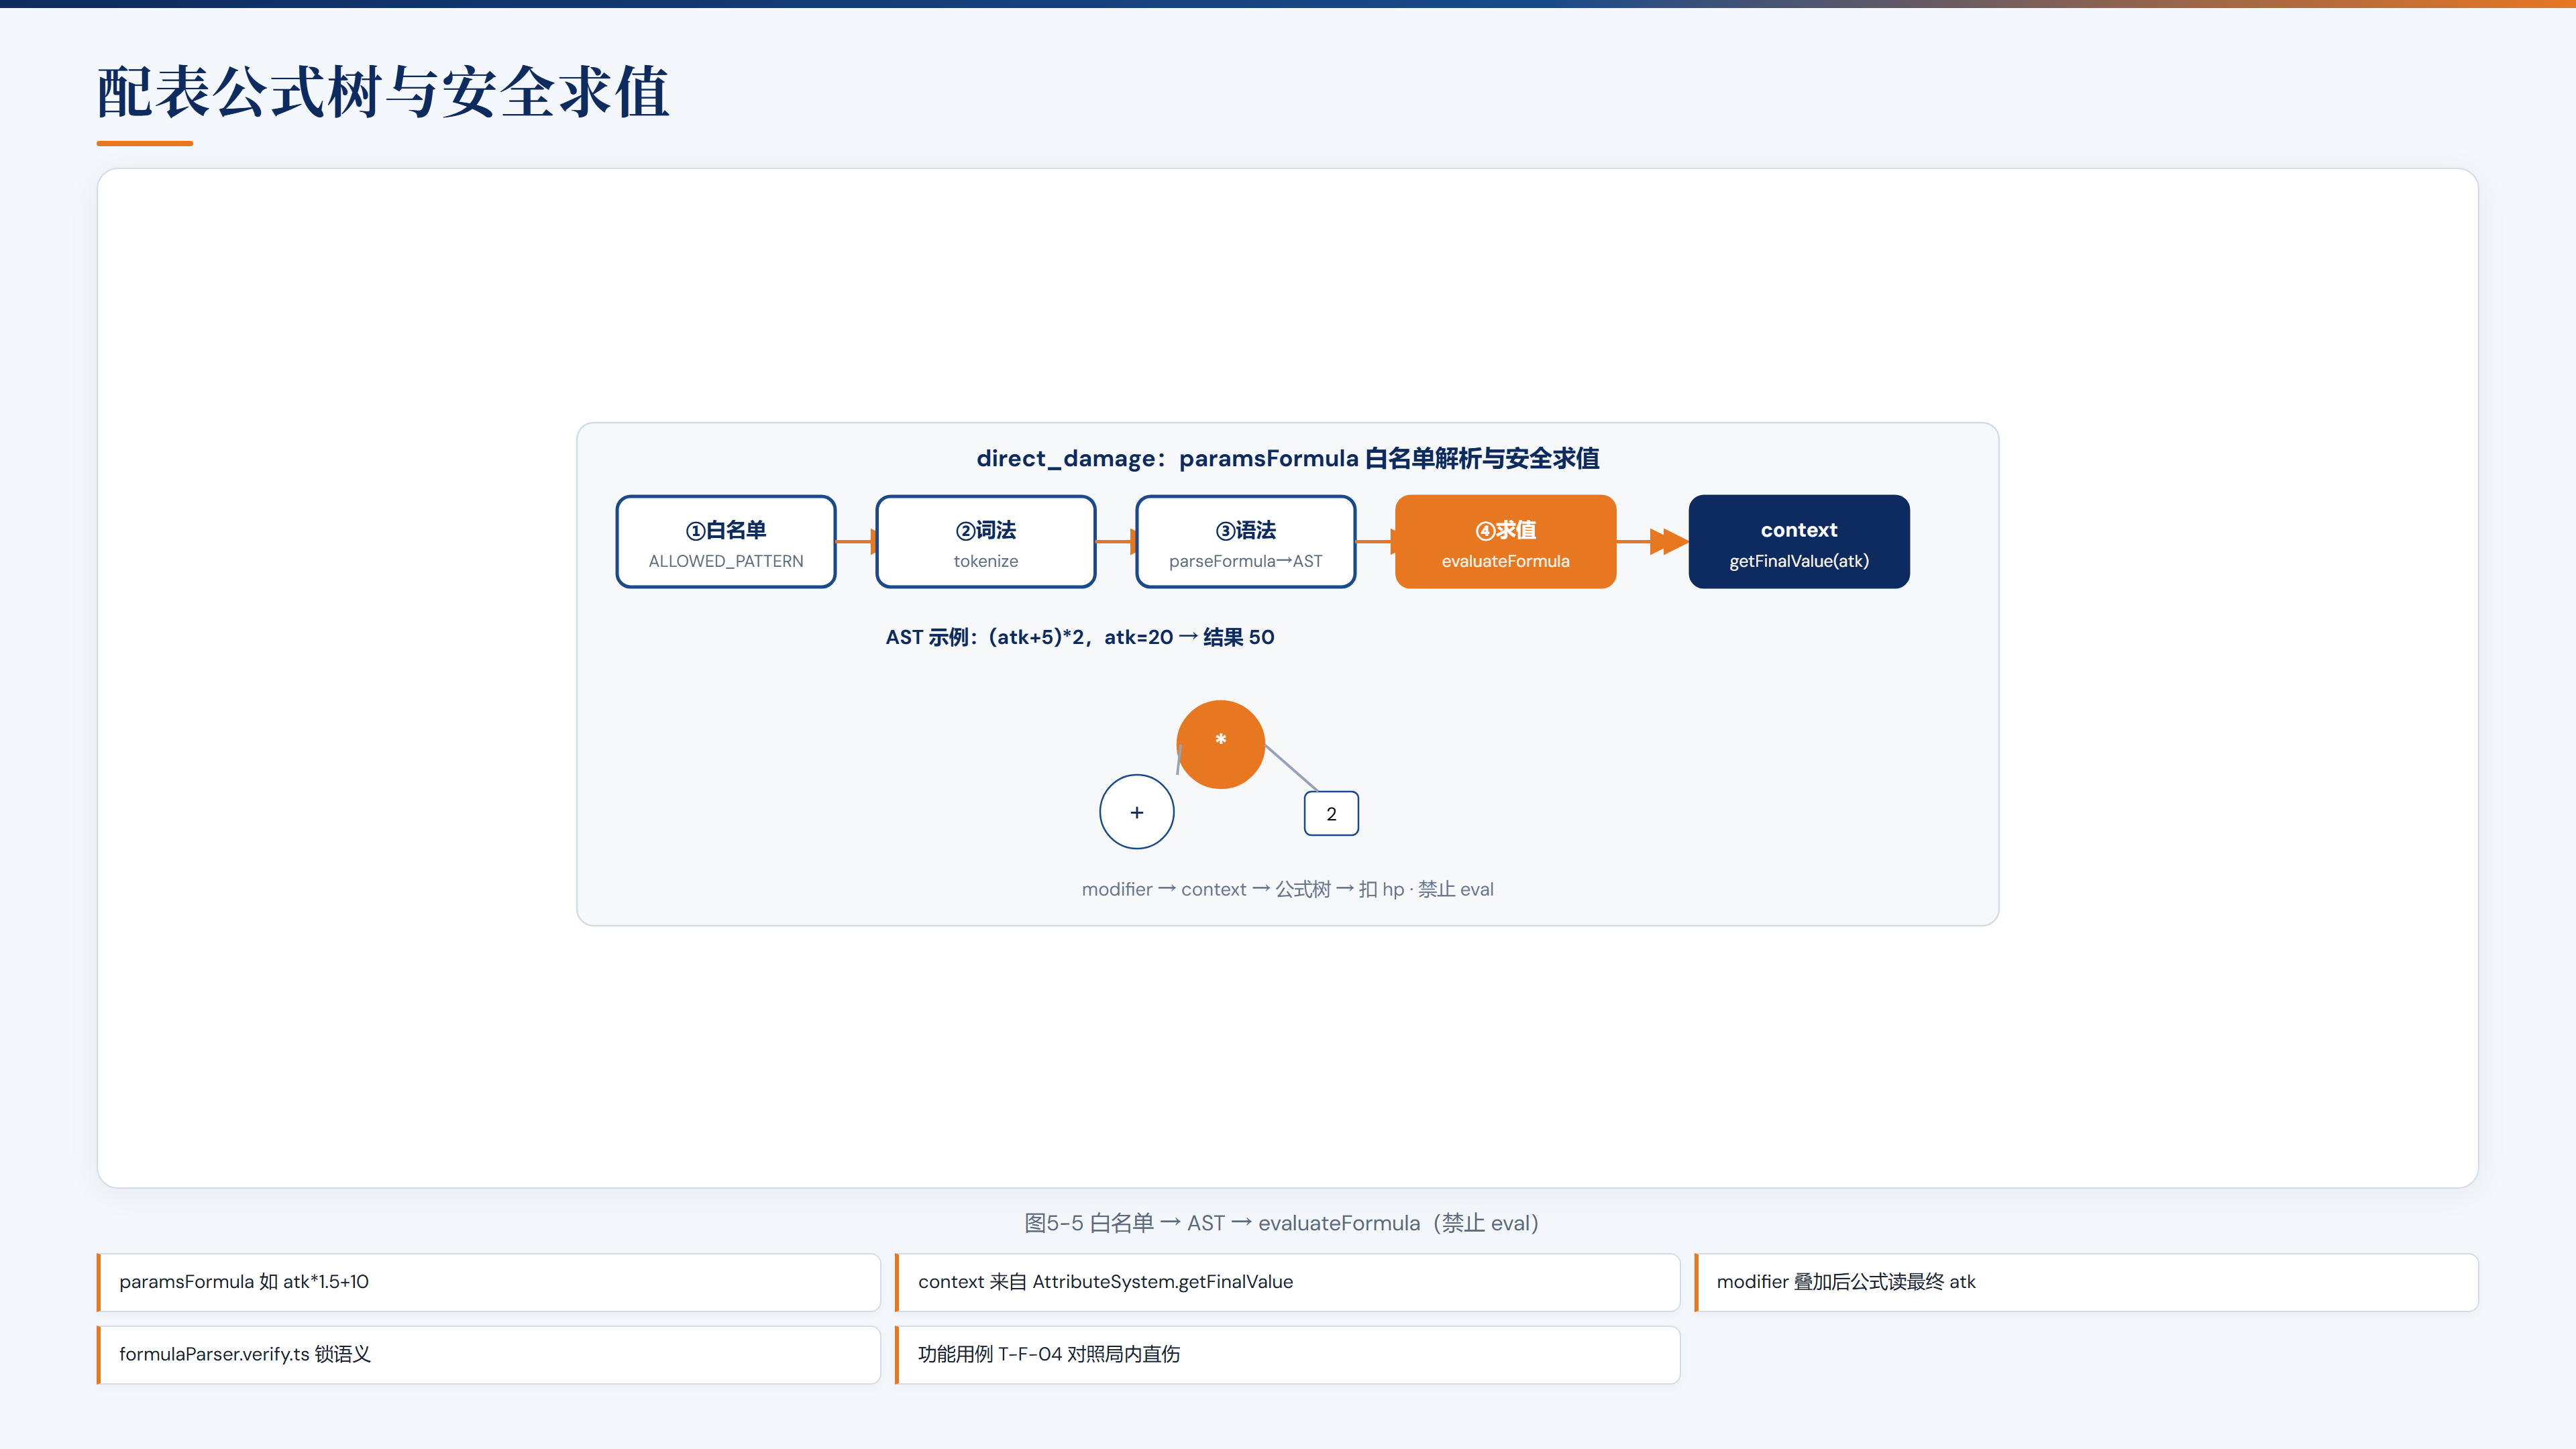 配表公式树与安全求值
direct_damage：paramsFormula 白名单解析与安全求值
①白名单
ALLOWED_PATTERN
②词法
tokenize
③语法
parseFormula→AST
④求值
evaluateFormula
context
getFinalValue(atk)
AST 示例：(atk+5)*2，atk=20 → 结果 50
*
+
2
modifier → context → 公式树 → 扣 hp · 禁止 eval
图5-5 白名单 → AST → evaluateFormula（禁止 eval）
paramsFormula 如 atk*1.5+10
context 来自 AttributeSystem.getFinalValue
modifier 叠加后公式读最终 atk
formulaParser.verify.ts 锁语义
功能用例 T-F-04 对照局内直伤